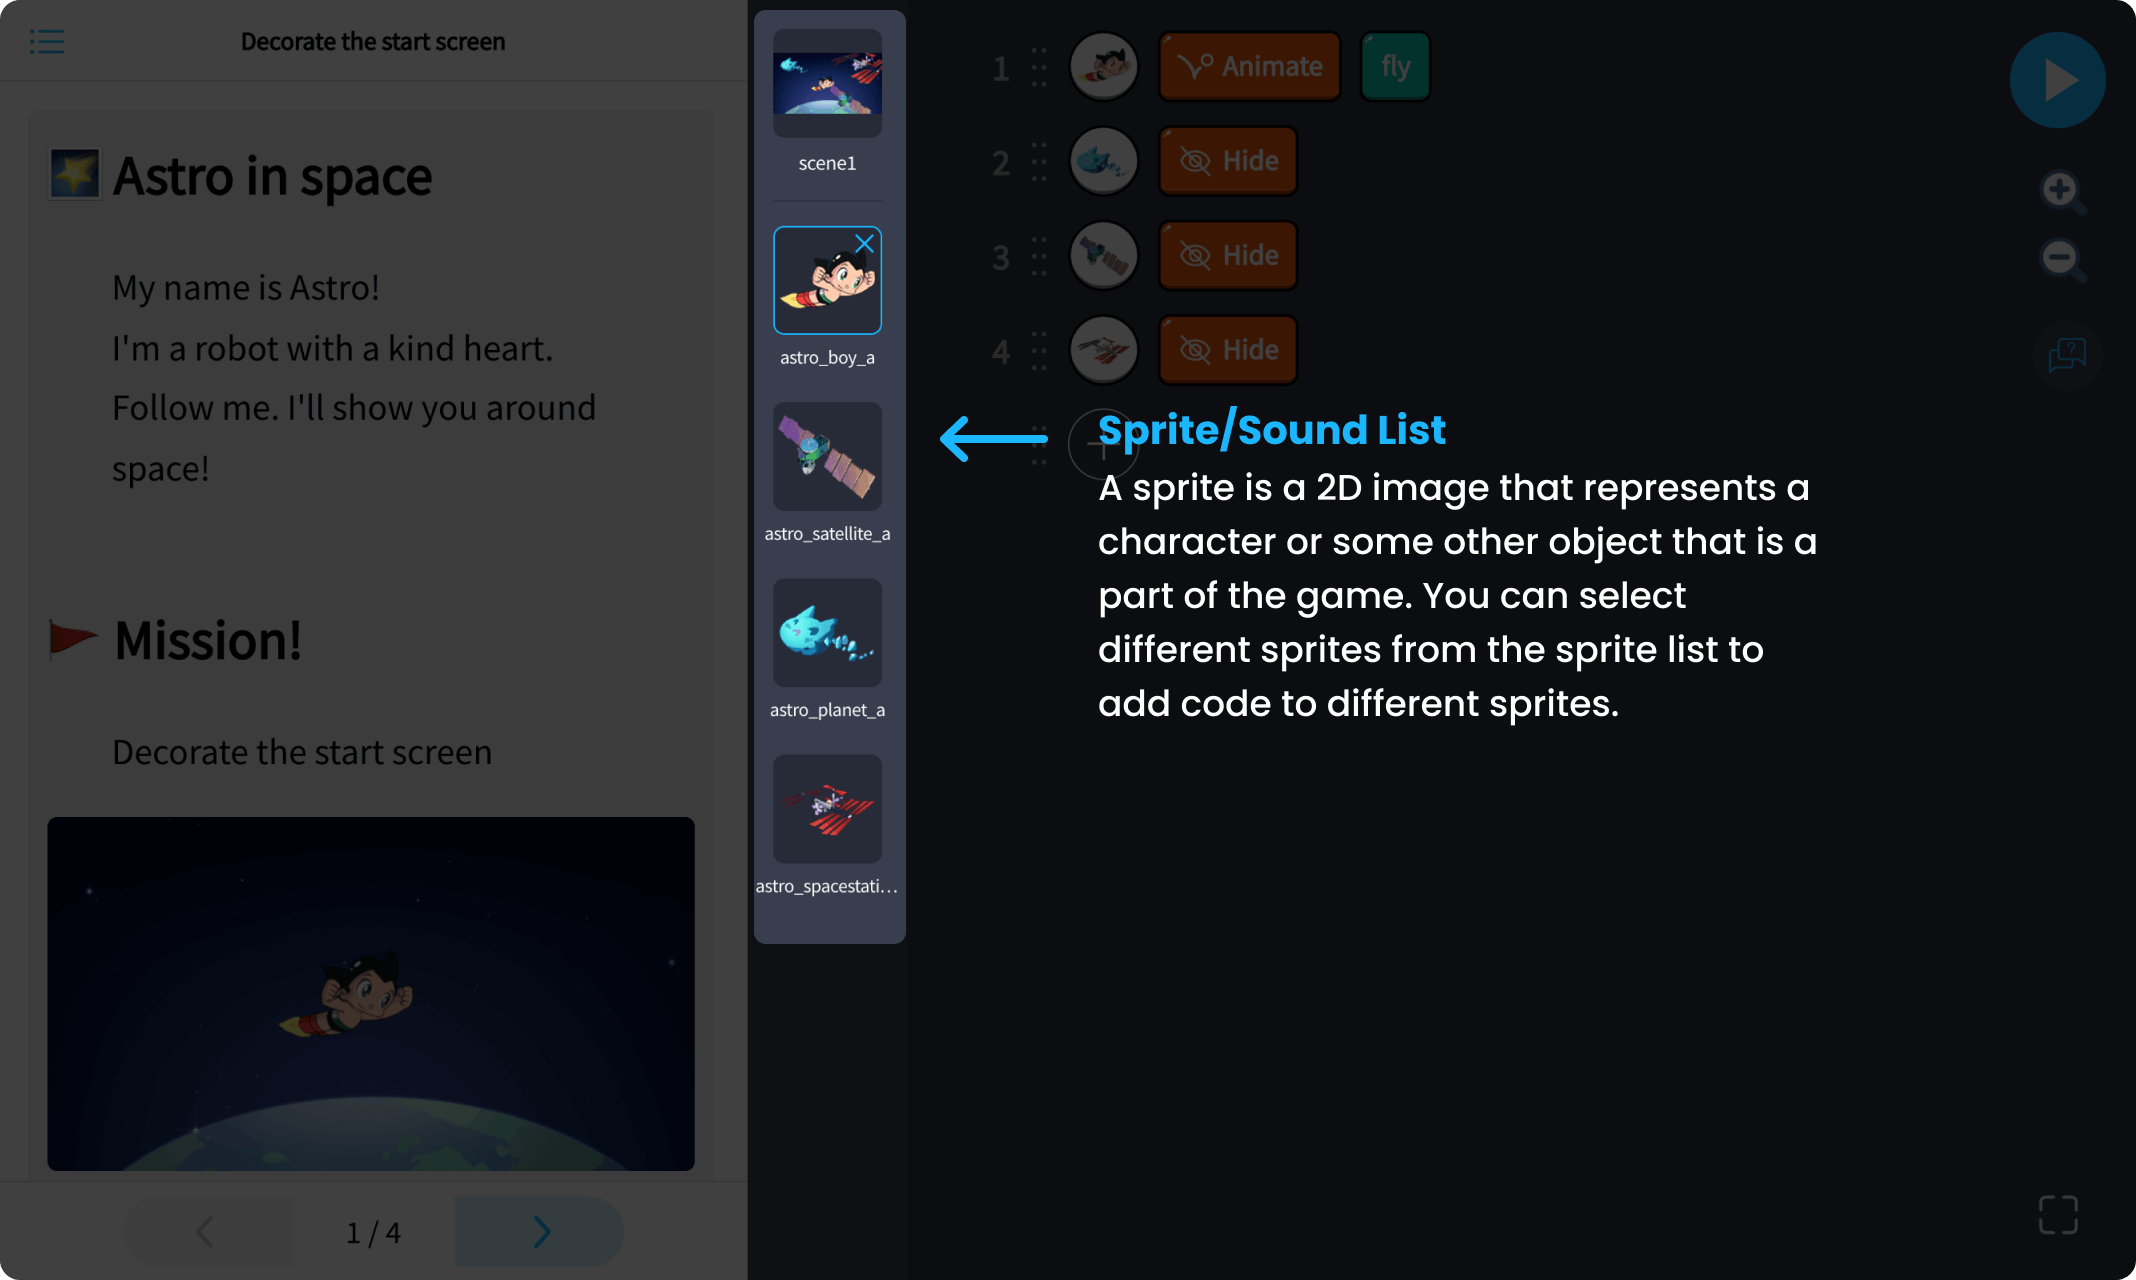 Decorate the start screen
Astro in space
My name is Astro!
I'm a robot with a kind heart.
Follow me. I'll show you around
space!
Mission!
Decorate the start screen
1 / 4
scene1
astro_boy_a
astro_satellite_a
astro_planet_a
astro_spacestati...
1 Animate fly
2 Hide
3 Hide
4 Hide
Sprite/Sound List
A sprite is a 2D image that represents a
character or some other object that is a
part of the game. You can select
different sprites from the sprite list to
add code to different sprites.